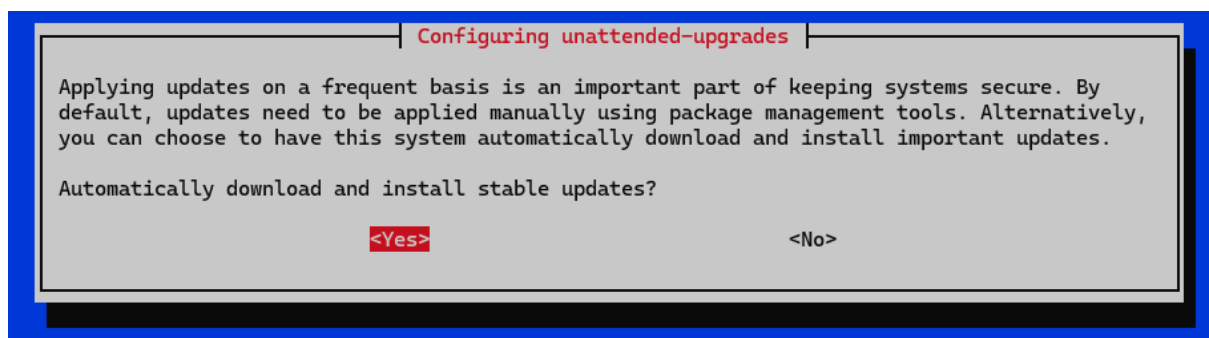 Configuring unattended-upgrades
Applying updates on a frequent basis is an important part of keeping systems secure. By
default, updates need to be applied manually using package management tools. Alternatively,
you can choose to have this system automatically download and install important updates.
Automatically download and install stable updates?
<Yes> <No>